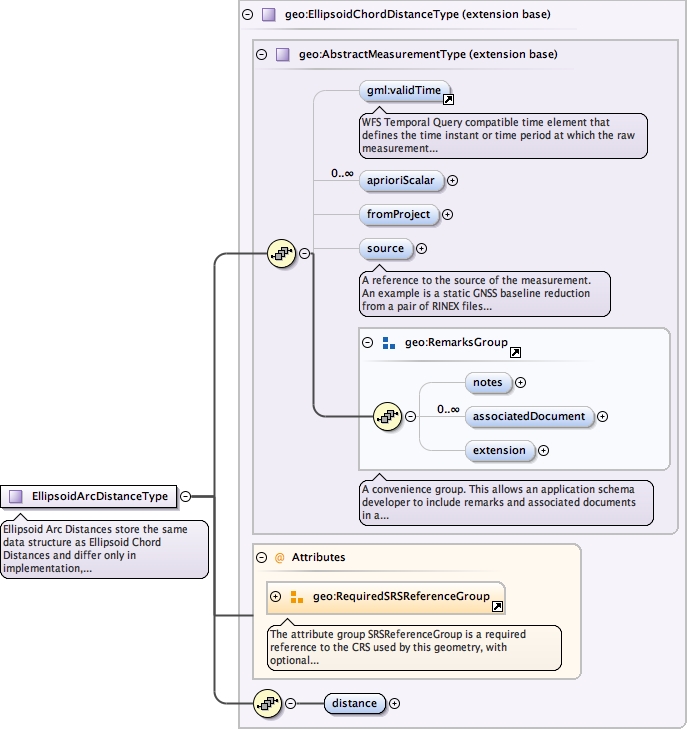 geo:EllipsoidChordDistanceType (extension base)
geo:AbstractMeasurementType (extension base)
gml:validTime
WFS Temporal Query compatible time element that
defines the time instant or time period at which the raw
measurement...
0..∞
aprioriScalar
fromProject
source
A reference to the source of the measurement.
An example is a static GNSS baseline reduction
from a pair of RINEX files...
geo:RemarksGroup
notes
0..∞
associatedDocument
extension
A convenience group. This allows an application schema
developer to include remarks and associated documents
in a...
EllipsoidArcDistanceType
Ellipsoid Arc Distances store the same
data structure as Ellipsoid Chord
Distances and differ only in
implementation,...
@ Attributes
geo:RequiredSRSReferenceGroup
The attribute group SRSReferenceGroup is a required
reference to the CRS used by this geometry, with
optional...
distance